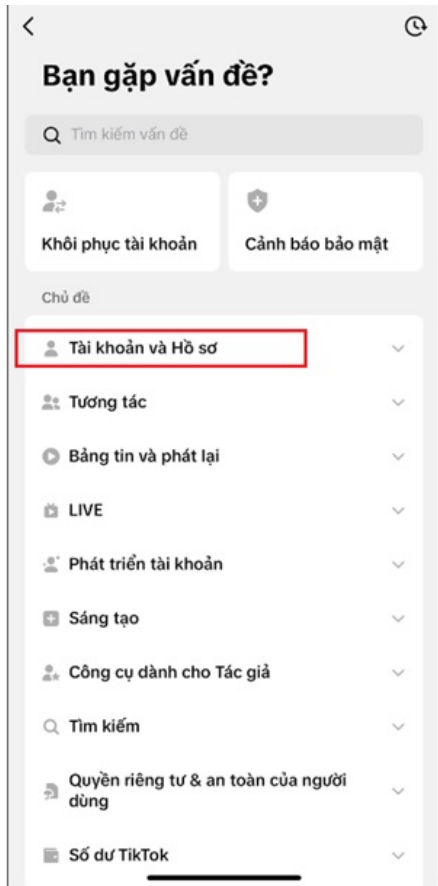 Bạn gặp vấn đề?
Tìm kiếm vấn đề
Khôi phục tài khoản
Cảnh báo bảo mật
Chủ đề
Tài khoản và Hồ sơ
Tương tác
Bảng tin và phát lại
LIVE
Phát triển tài khoản
Sáng tạo
Công cụ dành cho Tác giả
Tìm kiếm
Quyền riêng tư & an toàn của người
dùng
Số dư TikTok